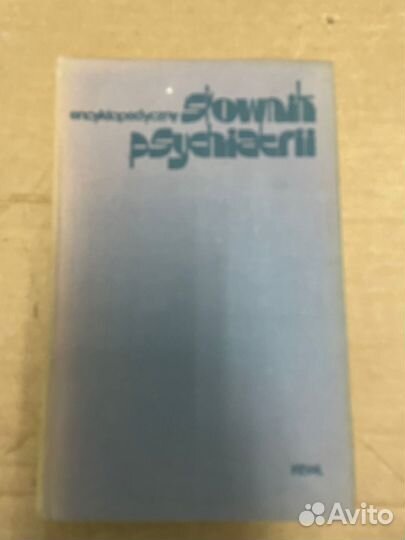 encyklopedyczny słownik
psychiatrii
PZWL
Avito